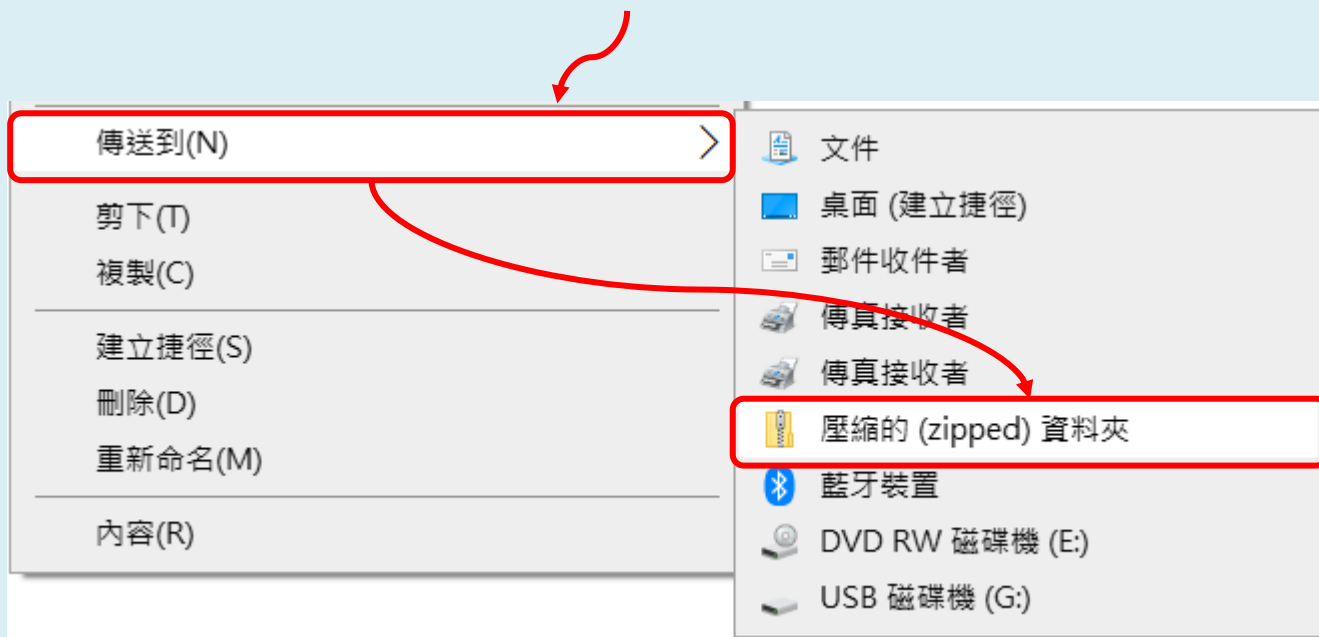 傳送到(N)
剪下(T)
複製(C)
建立捷徑(S)
刪除(D)
重新命名(M)
內容(R)
文件
桌面 (建立捷徑)
郵件收件者
傳真接收者
傳真接收者
壓縮的 (zipped) 資料夾
藍牙裝置
DVD RW 磁碟機 (E:)
USB 磁碟機 (G:)